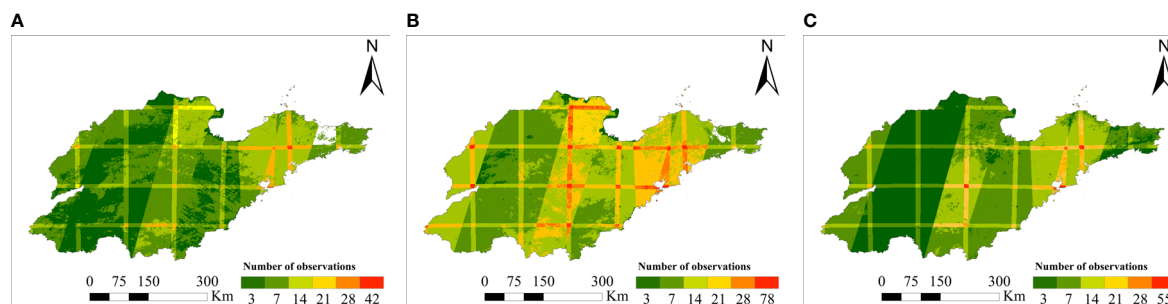 A
B
C
N
N
N
Number of observations
0 75 150 300
Km
3 7 14 21 28 42
Number of observations
0 75 150 300
Km
3 7 14 21 28 78
Number of observations
0 75 150 300
Km
3 7 14 21 28